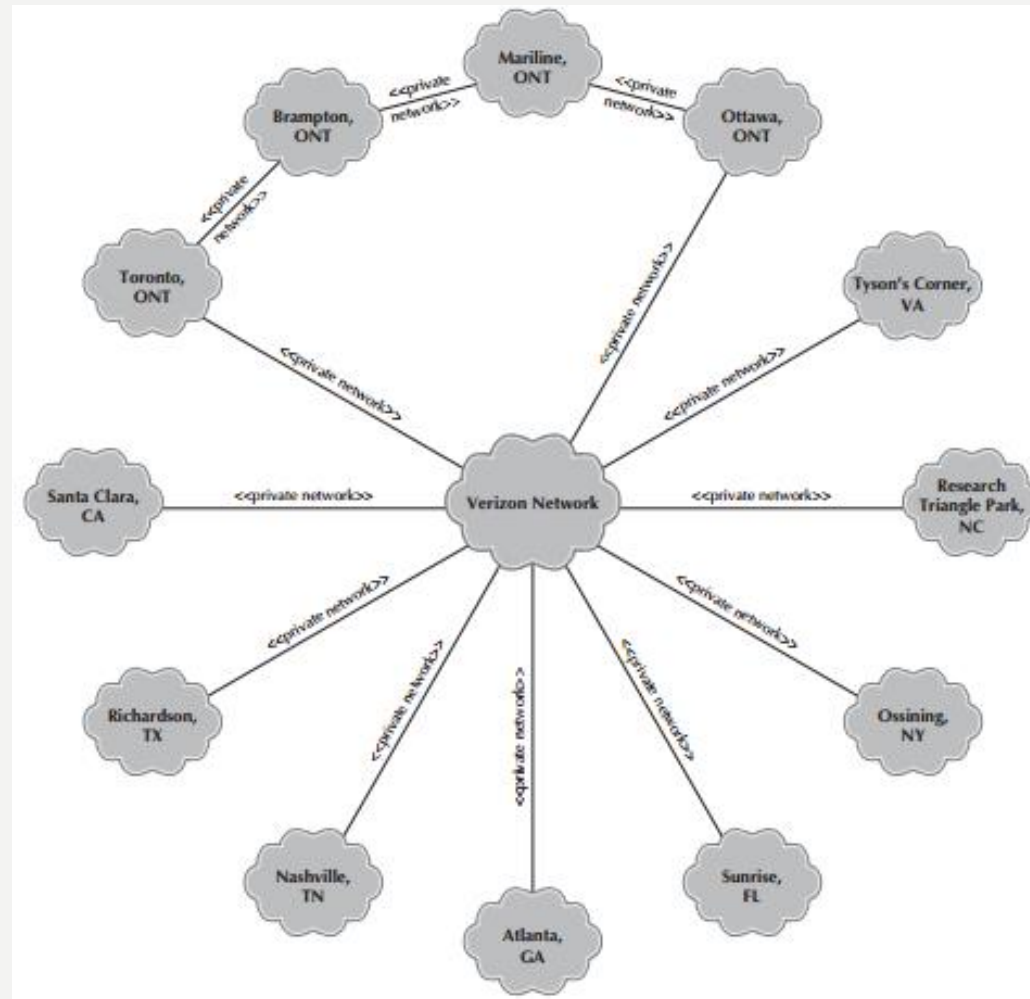 Mariline,
ONT
<<private
network>>
<<private
network>>
Brampton,
ONT
Ottawa,
ONT
<<private
network>>
Toronto,
ONT
<<private network>>
Tyson's Corner,
VA
<<private network>>
<<private network>>
Santa Clara,
CA
<<private network>>
Verizon Network
<<private network>>
Research
Triangle Park,
NC
<<private network>>
<<private network>>
<<private network>>
<<private network>>
<<private network>>
Richardson,
TX
Ossining,
NY
Nashville,
TN
Sunrise,
FL
Atlanta,
GA